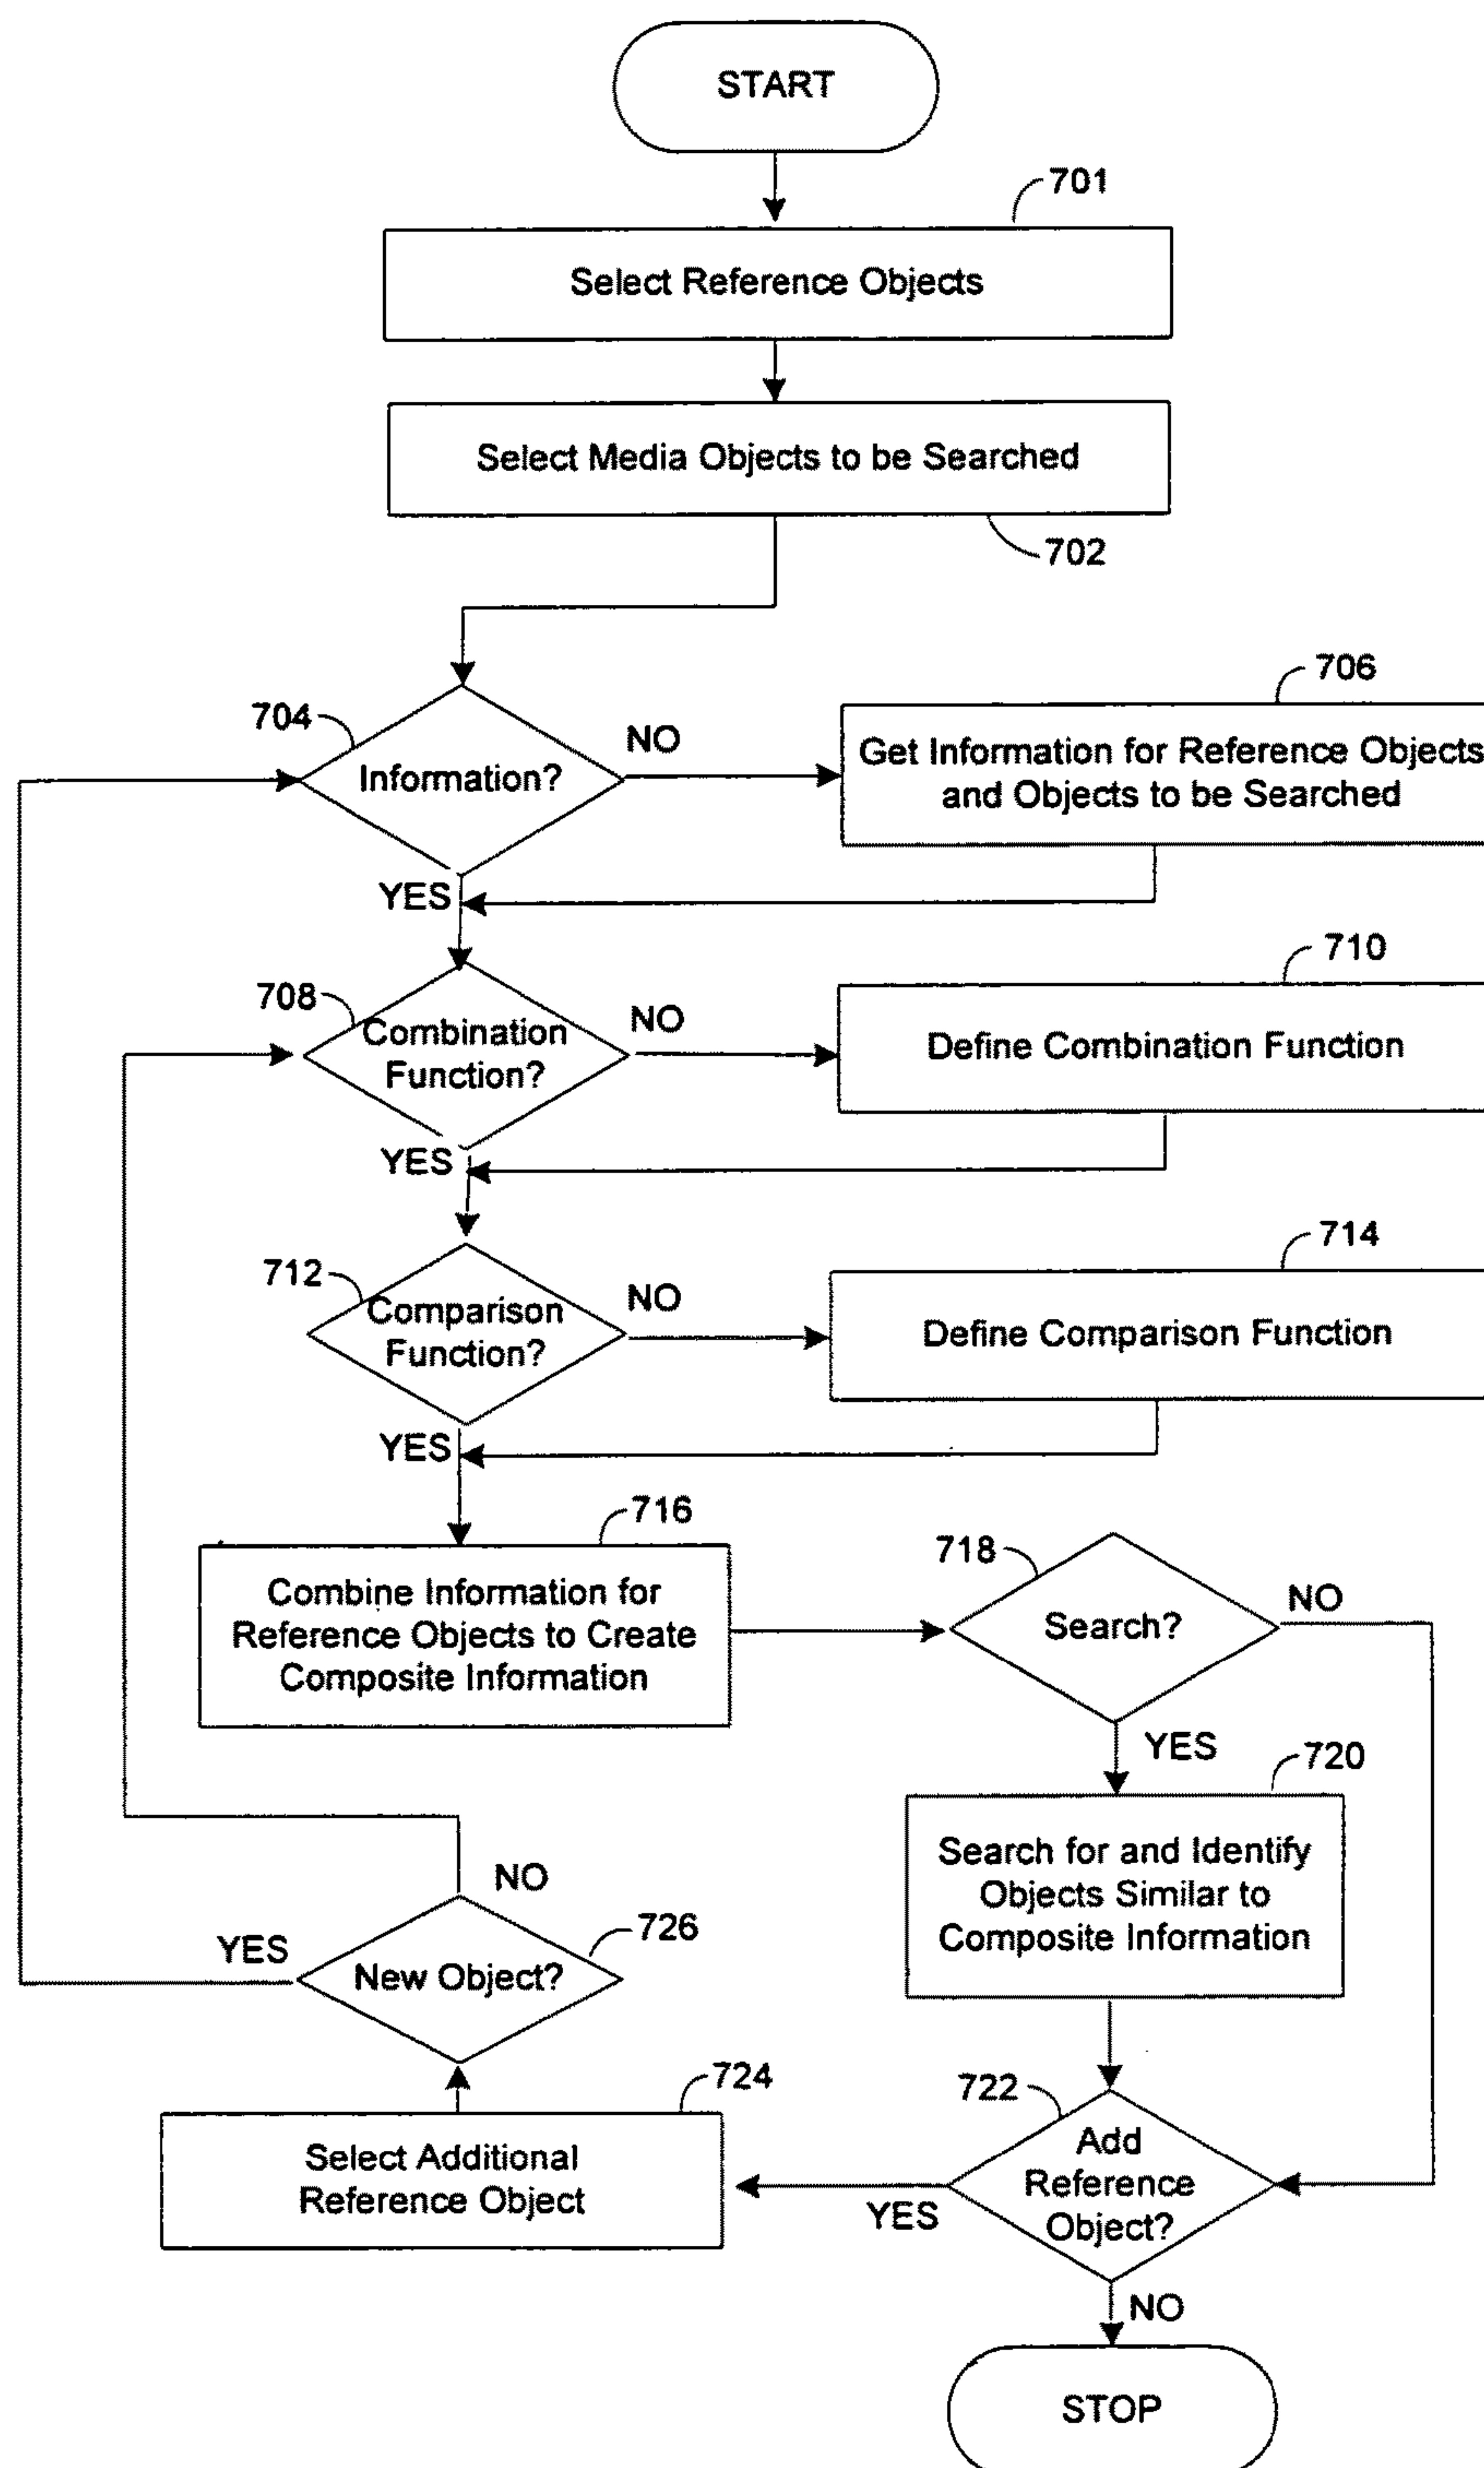 START
701
Select Reference Objects
Select Media Objects to be Searched
702
704
Information?
NO
706
Get Information for Reference Objects
and Objects to be Searched
YES
708
Combination
Function?
NO
710
Define Combination Function
YES
712
Comparison
Function?
NO
714
Define Comparison Function
YES
716
Combine Information for
Reference Objects to Create
Composite Information
718
Search?
NO
YES
720
Search for and Identify
Objects Similar to
Composite Information
722
Add
Reference
Object?
YES
724
Select Additional
Reference Object
726
New Object?
YES
NO
NO
STOP